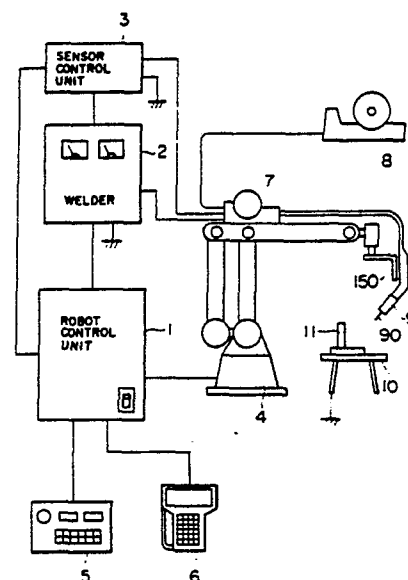 3
SENSOR
CONTROL
UNIT
2
WELDER
7
8
150
9
90
11
10
ROBOT
CONTROL
UNIT
1
4
5
6